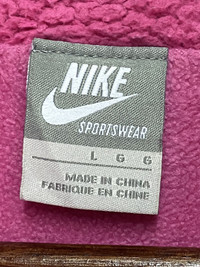 NIKE
SPORTSWEAR
L G G
MADE IN CHINA
FABRIQUE EN CHINE